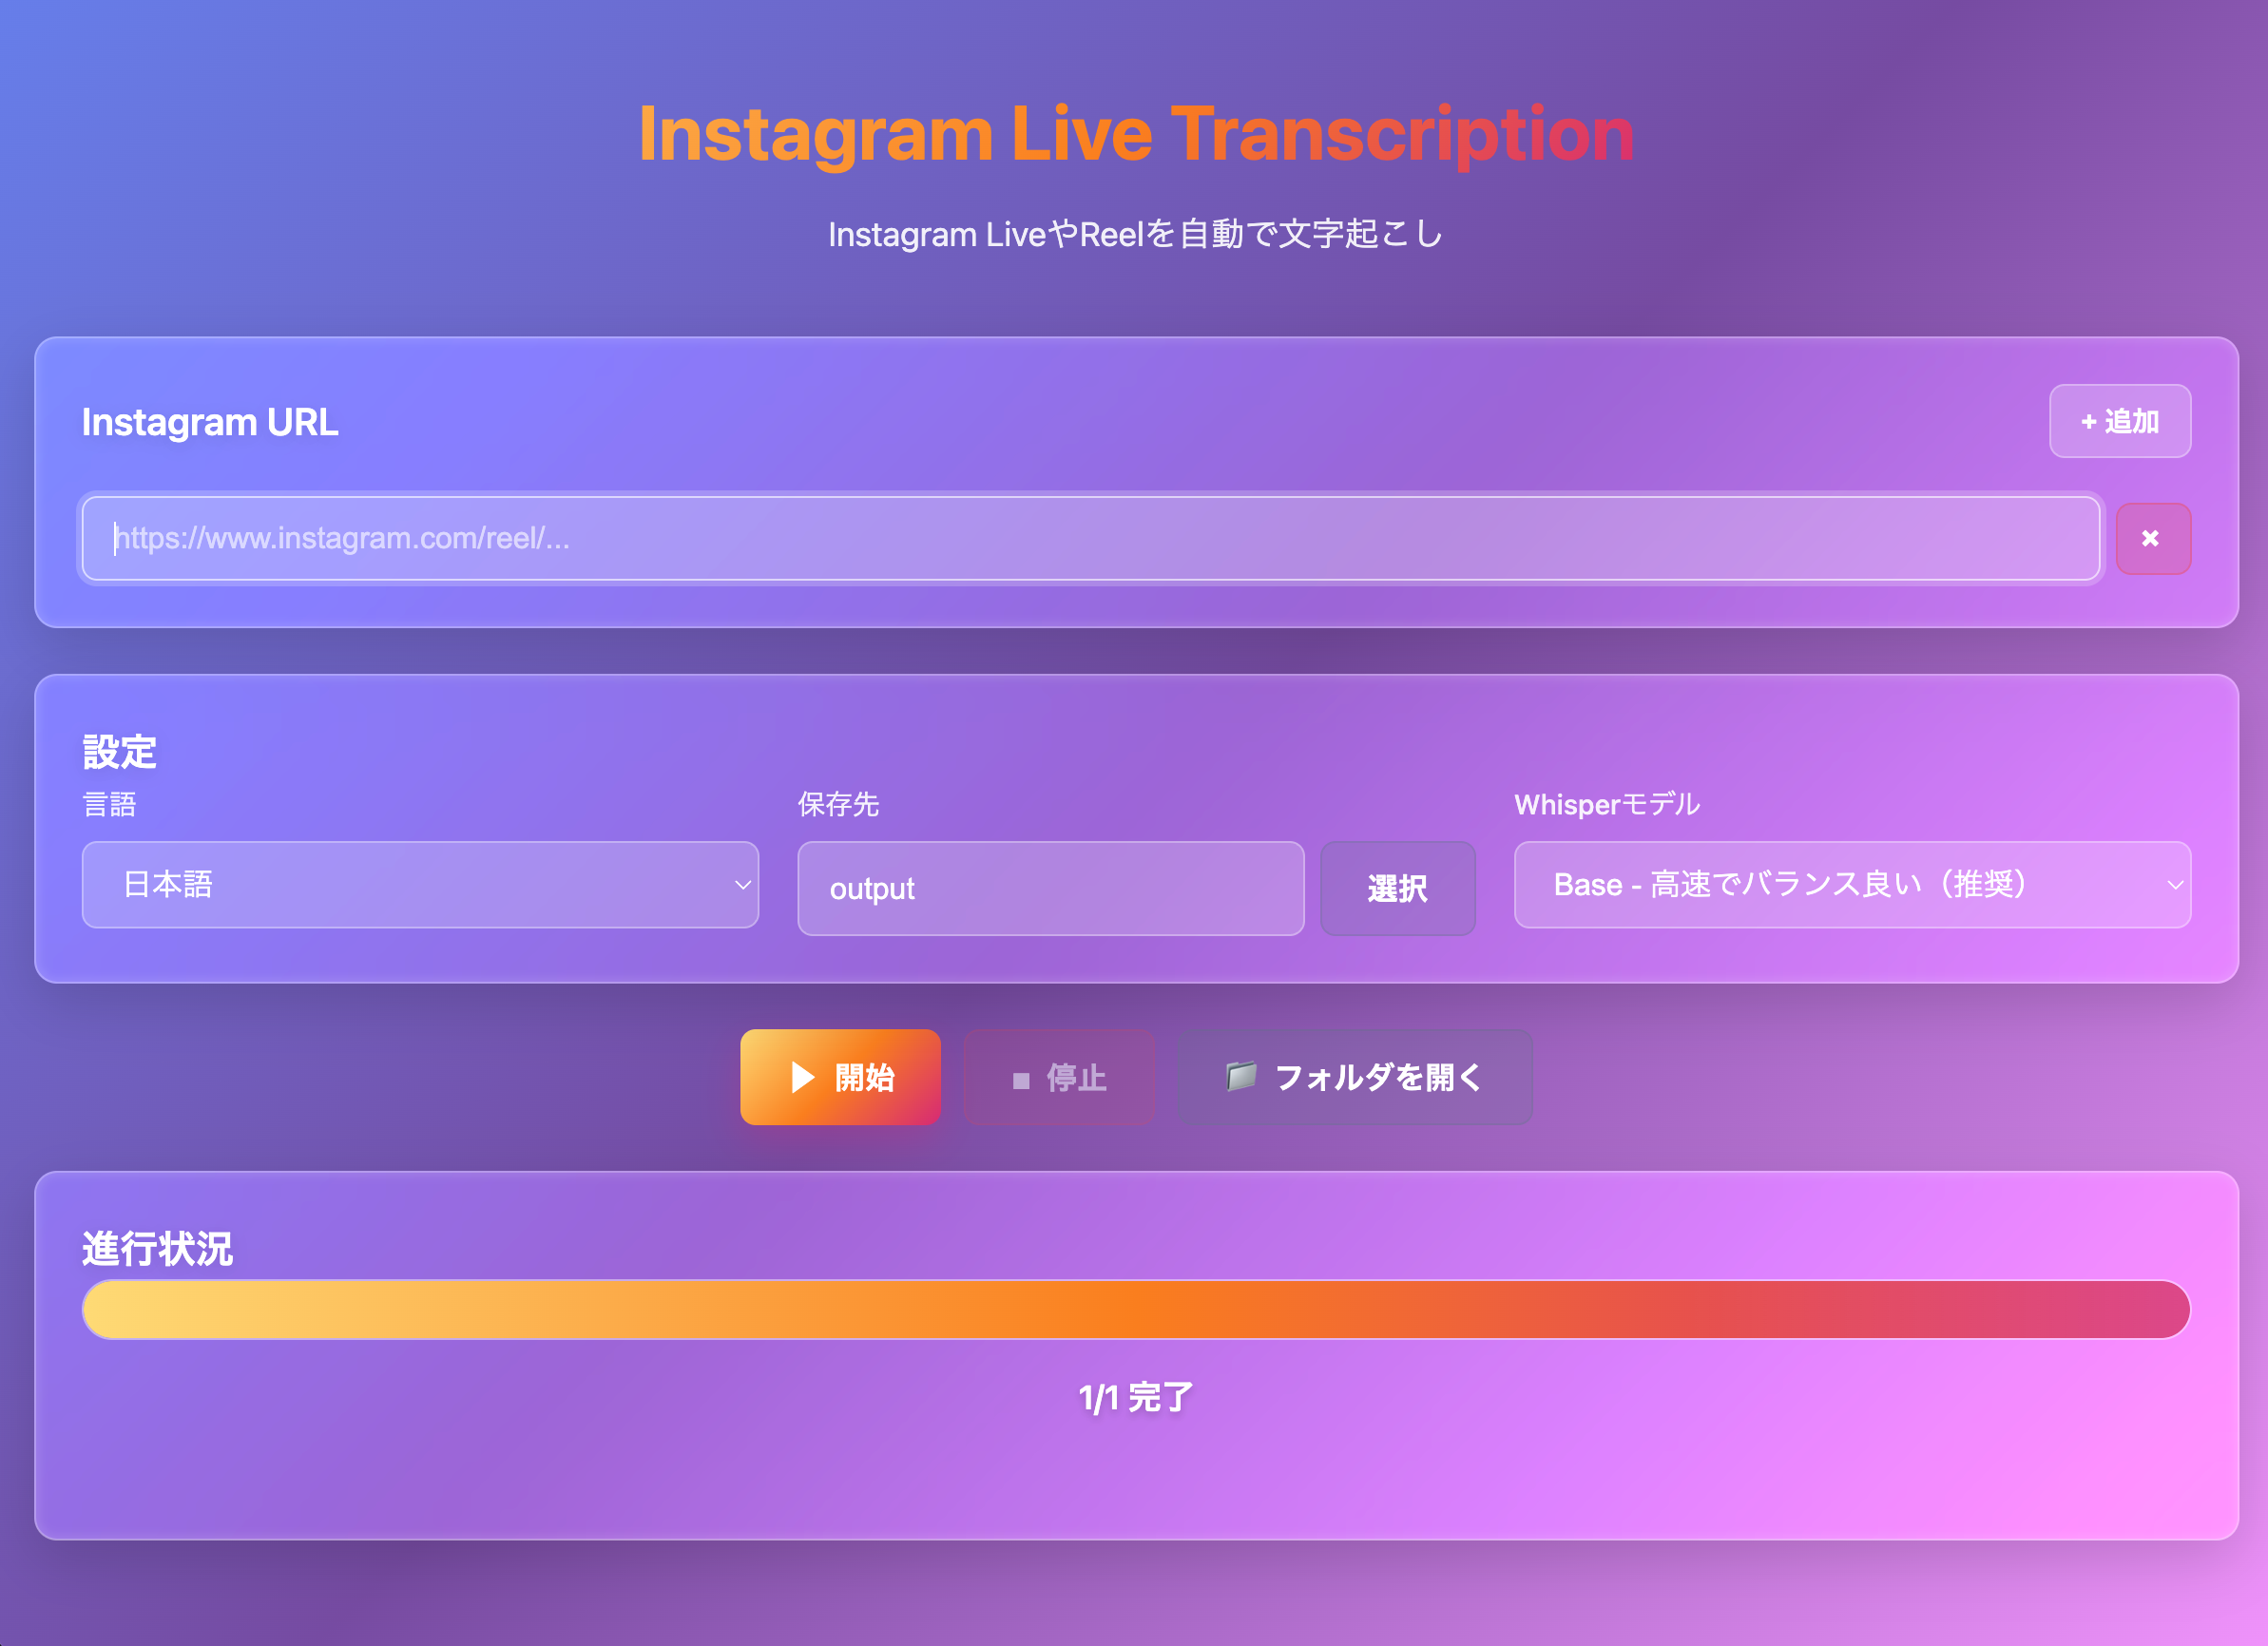 Instagram Live Transcription
Instagram LiveやReelを自動で文字起こし
Instagram URL
+ 追加
https://www.instagram.com/reel/...
✖
設定
言語
保存先
Whisperモデル
日本語
output
選択
Base - 高速でバランス良い（推奨）
▶ 開始
■ 停止
📁 フォルダを開く
進行状況
1/1 完了